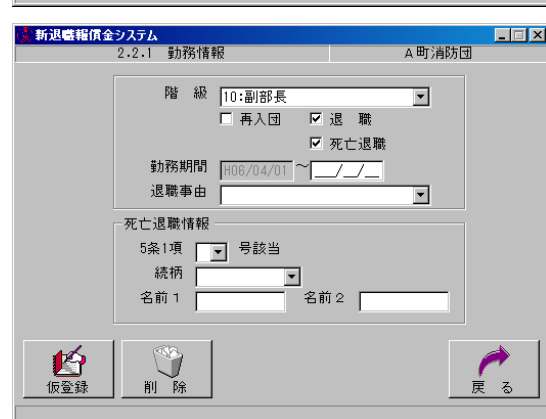 新退職報償金システム
2.2.1 勤務情報 A町消防団
階 級 10:副部長
再入団 退 職
死亡退職
勤務期間 H06/04/01 ~ __/__/__
退職事由
死亡退職情報
5条1項 号該当
続柄
名前1 名前2
仮登録 削 除 戻 る